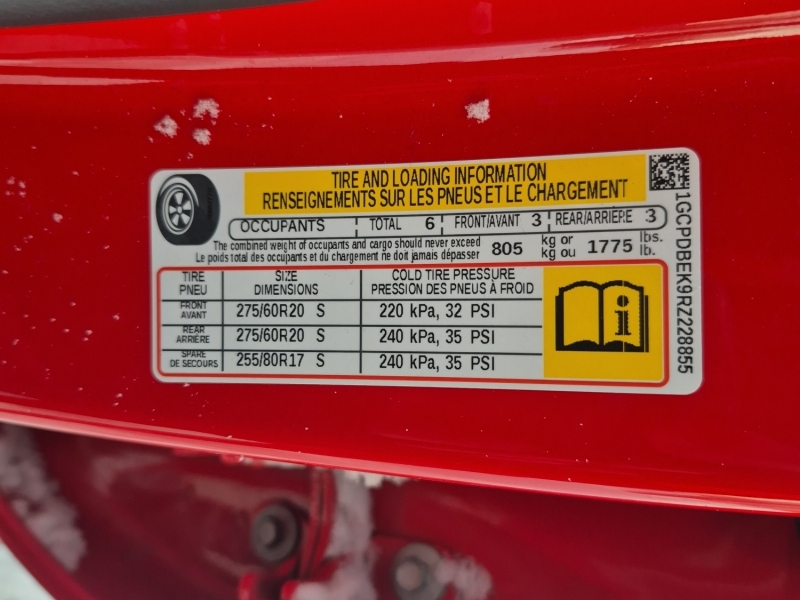 TIRE AND LOADING INFORMATION
RENSEIGNEMENTS SUR LES PNEUS ET LE CHARGEMENT
OCCUPANTS TOTAL 6 FRONT/AVANT 3 REAR/ARRIÈRE 3
The combined weight of occupants and cargo should never exceed 805 kg or 1775 lbs.
Le poids total des occupants et du chargement ne doit jamais dépasser kg ou lb.
TIRE SIZE COLD TIRE PRESSURE
PNEU DIMENSIONS PRESSION DES PNEUS À FROID
FRONT
AVANT 275/60R20 S 220 kPa, 32 PSI
REAR
ARRIÈRE 275/60R20 S 240 kPa, 35 PSI
SPARE
DE SECOURS 255/80R17 S 240 kPa, 35 PSI
1GCPDBEK9RZ228855